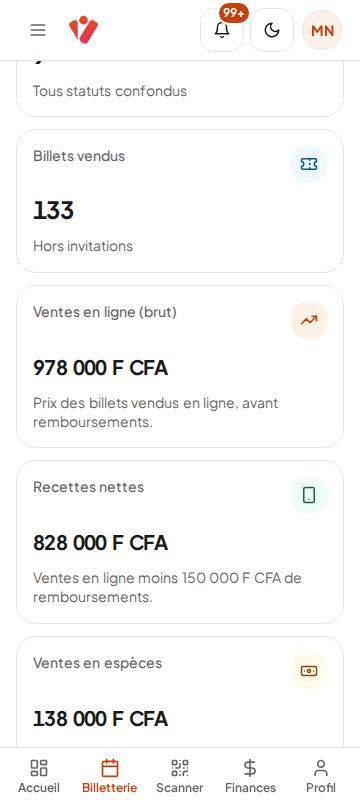 99+
MN
Tous statuts confondus
Billets vendus
133
Hors invitations
Ventes en ligne (brut)
978 000 F CFA
Prix des billets vendus en ligne, avant
remboursements.
Recettes nettes
828 000 F CFA
Ventes en ligne moins 150 000 F CFA de
remboursements.
Ventes en espèces
138 000 F CFA
Accueil
Billetterie
Scanner
Finances
Profil